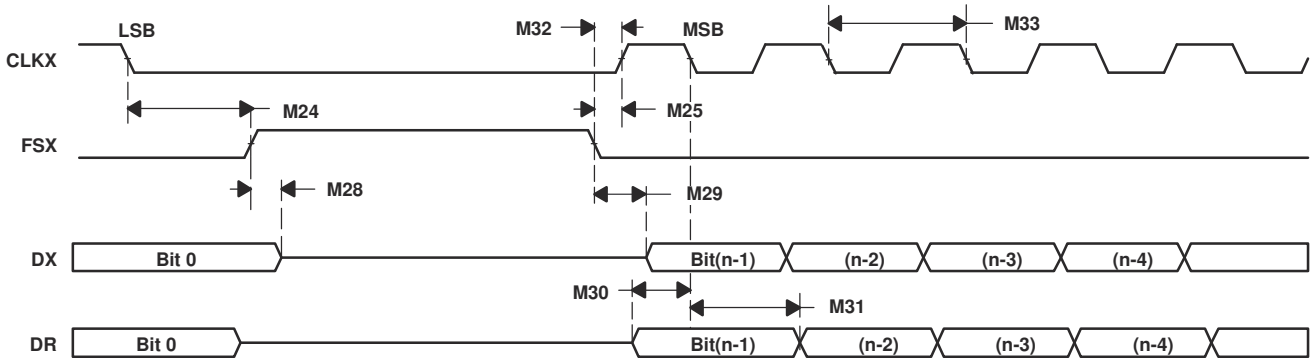 LSB
M32
MSB
M33
CLKX
M24
M25
FSX
M28
M29
DX
Bit 0
Bit(n-1)
(n-2)
(n-3)
(n-4)
M30
M31
DR
Bit 0
Bit(n-1)
(n-2)
(n-3)
(n-4)